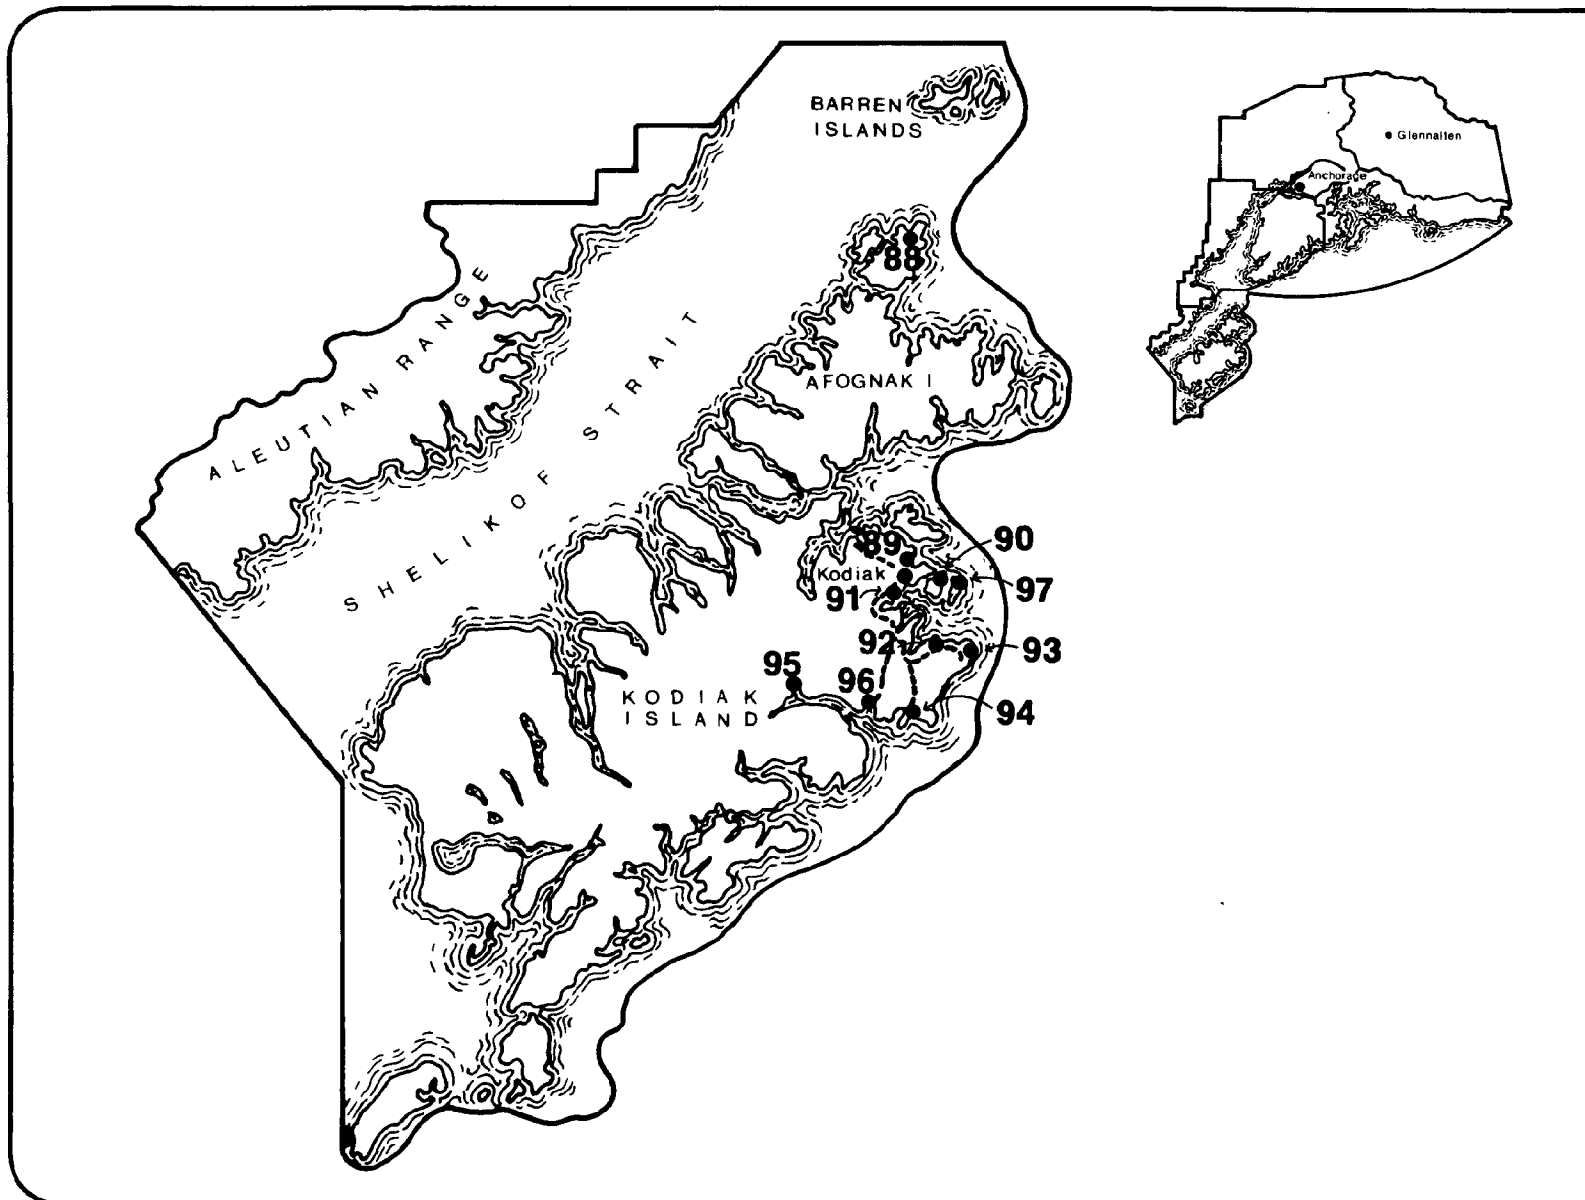 BARREN
ISLANDS
Glennallen
Anchorage
88
ALEUTIAN RANGE
SHELIKOF STRAIT
AFOGNAK I
89
90
Kodiak
97
91
92
93
95
96
KODIAK
ISLAND
94